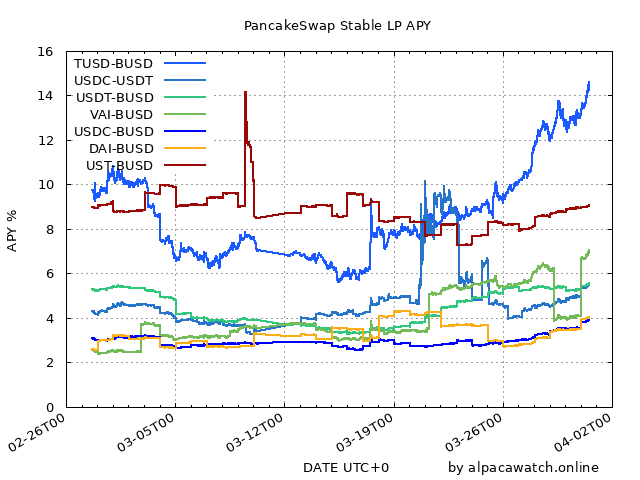 PancakeSwap Stable LP APY
16
14
12
10
8
6
4
2
0
APY %
TUSD-BUSD
USDC-USDT
USDT-BUSD
VAI-BUSD
USDC-BUSD
DAI-BUSD
UST-BUSD
02-26T00
03-05T00
03-12T00
03-19T00
03-26T00
04-02T00
DATE UTC+0
by alpacawatch.online